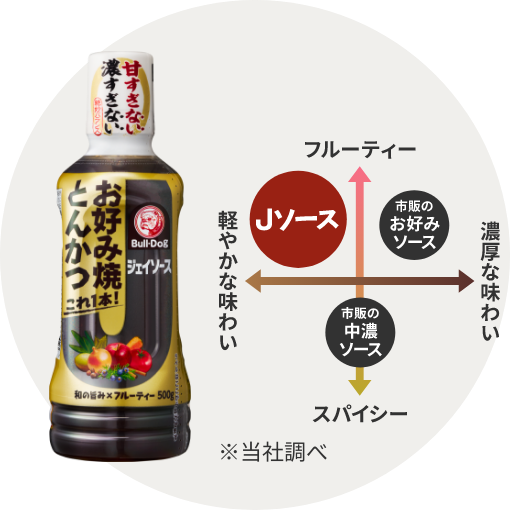 甘すぎない
濃すぎない
お好み焼
とんかつ
これ1本!
Bull-Dog
ジェイソース
和の旨み×フルーティー 500g
フルーティー
Jソース
市販の
お好み
ソース
軽やかな味わい
濃厚な味わい
市販の
中濃
ソース
スパイシー
※当社調べ